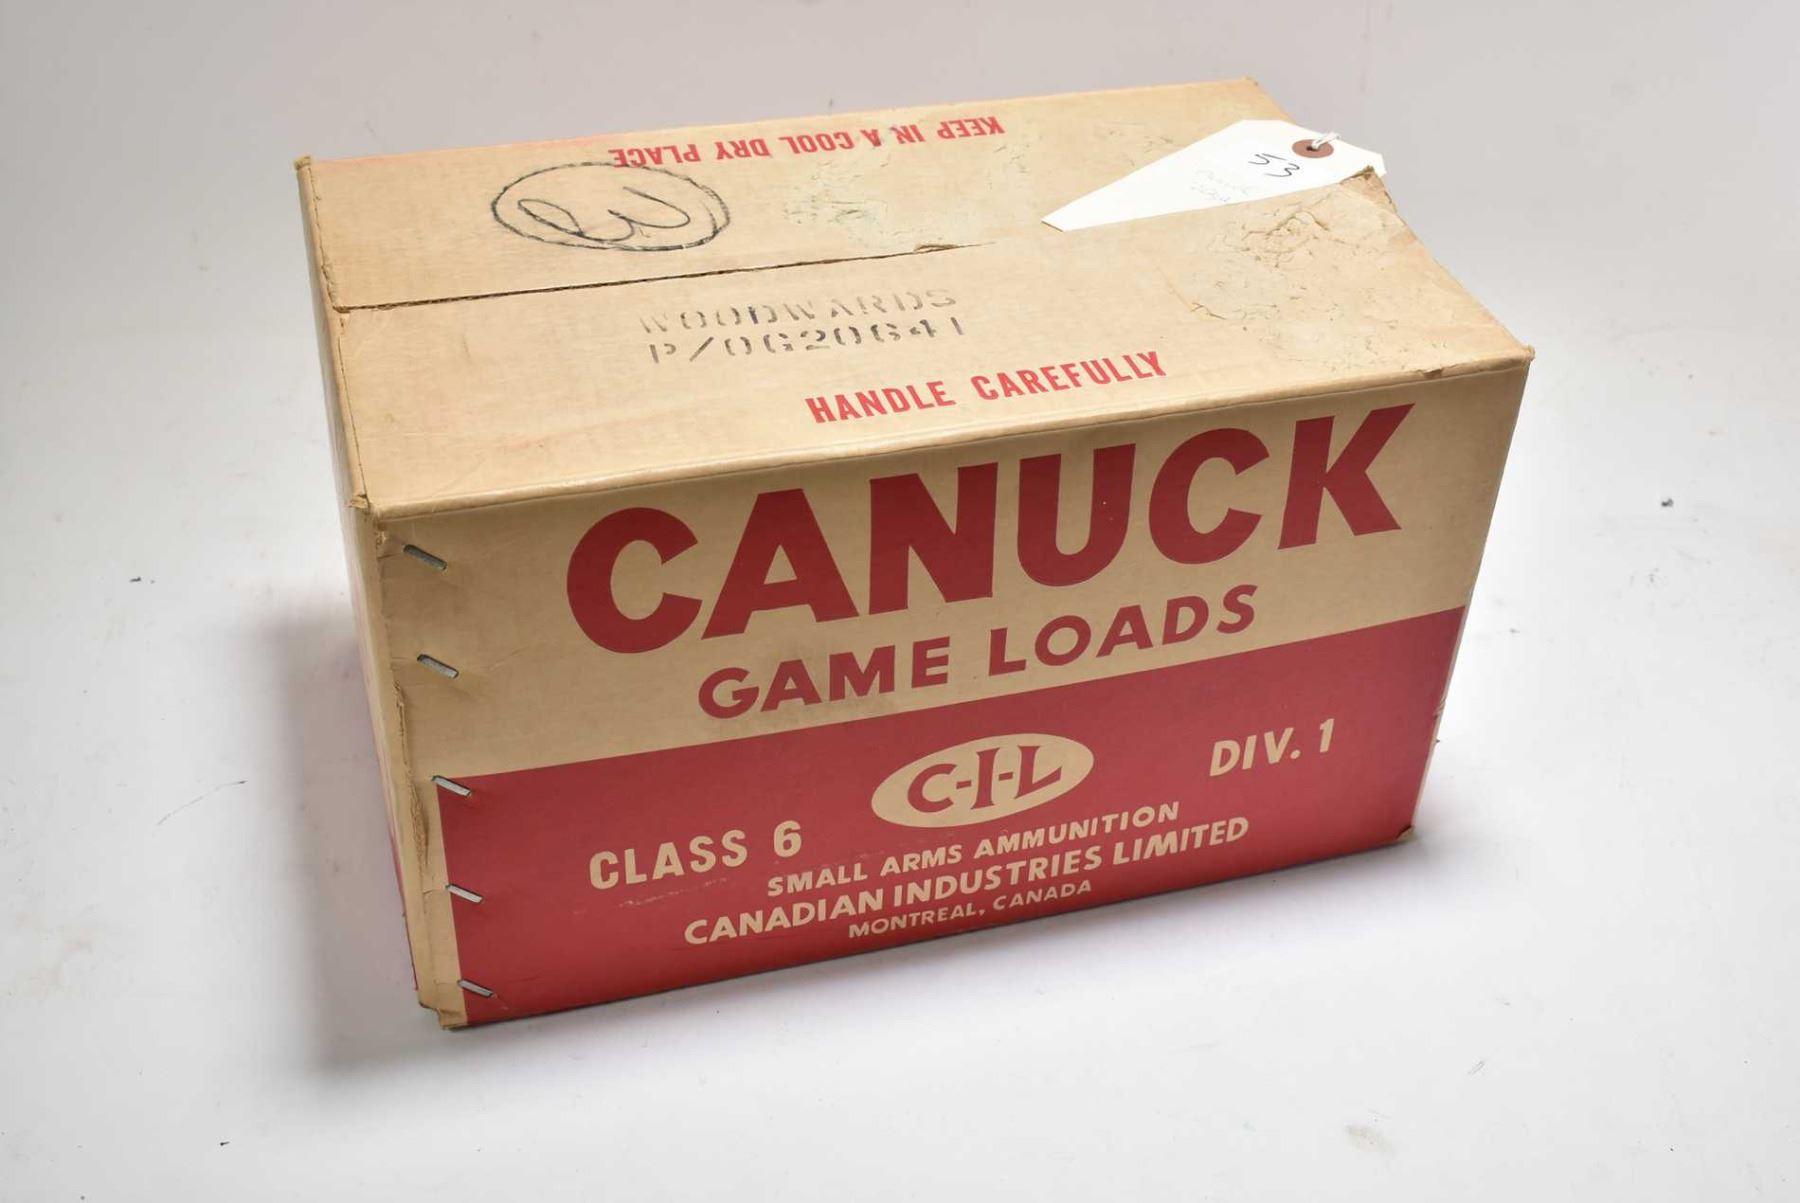 KEEP IN A COOL DRY PLACE
53
WOODWARDS
P/OG20641
HANDLE CAREFULLY
CANUCK
GAME LOADS
C-I-L
DIV. 1
CLASS 6
SMALL ARMS AMMUNITION
CANADIAN INDUSTRIES LIMITED
MONTREAL, CANADA